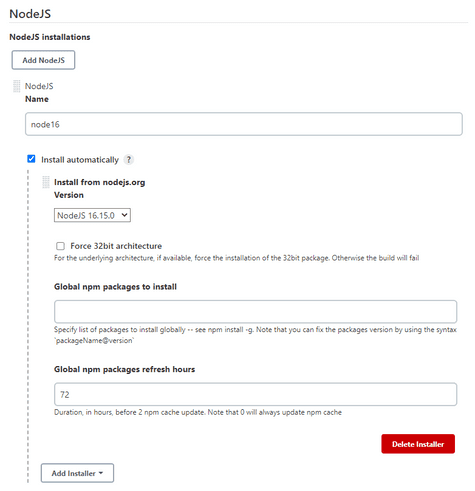 NodeJS
NodeJS installations
Add NodeJS
NodeJS
Name
node16
Install automatically ?
Install from nodejs.org
Version
NodeJS 16.15.0
Force 32bit architecture
For the underlying architecture, if available, force the installation of the 32bit package. Otherwise the build will fail
Global npm packages to install
Specify list of packages to install globally -- see npm install -g. Note that you can fix the packages version by using the syntax
`packageName@version`
Global npm packages refresh hours
72
Duration, in hours, before 2 npm cache update. Note that 0 will always update npm cache
Delete Installer
Add Installer